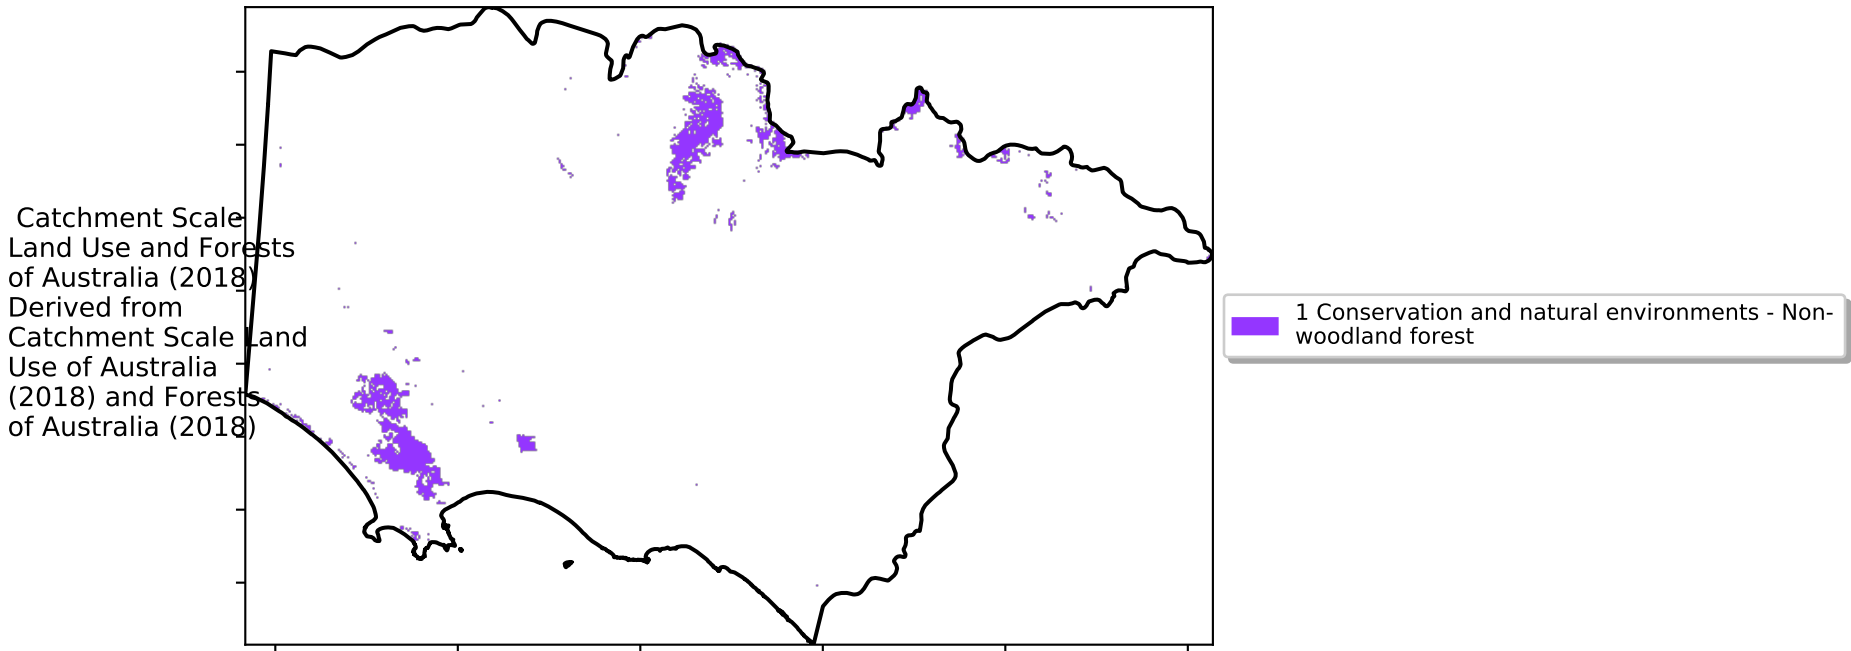 Catchment Scale
Land Use and Forests
of Australia (2018)
Derived from
Catchment Scale Land
Use of Australia
(2018) and Forests
of Australia (2018)
1 Conservation and natural environments - Non-
woodland forest